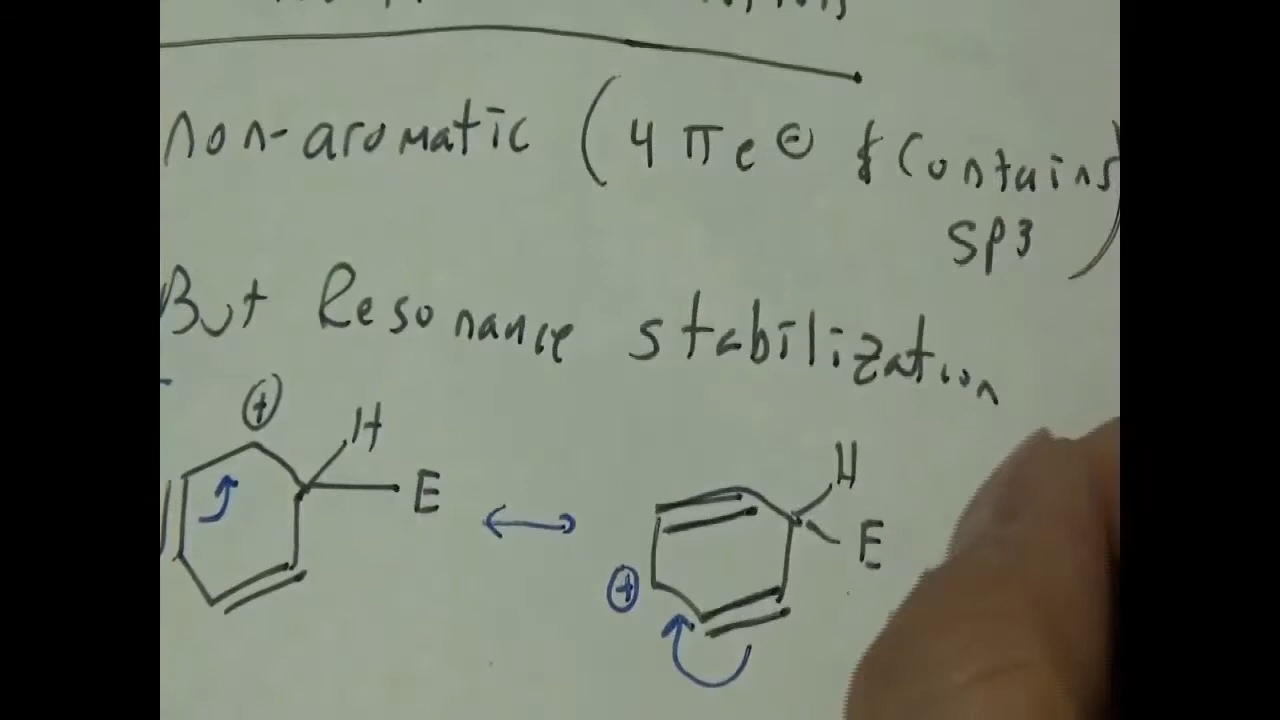 non-aromatic (4 π e ⊖ & Contains
SP3)
But Resonance stabilization
⊕
H
E
H
E
⊕